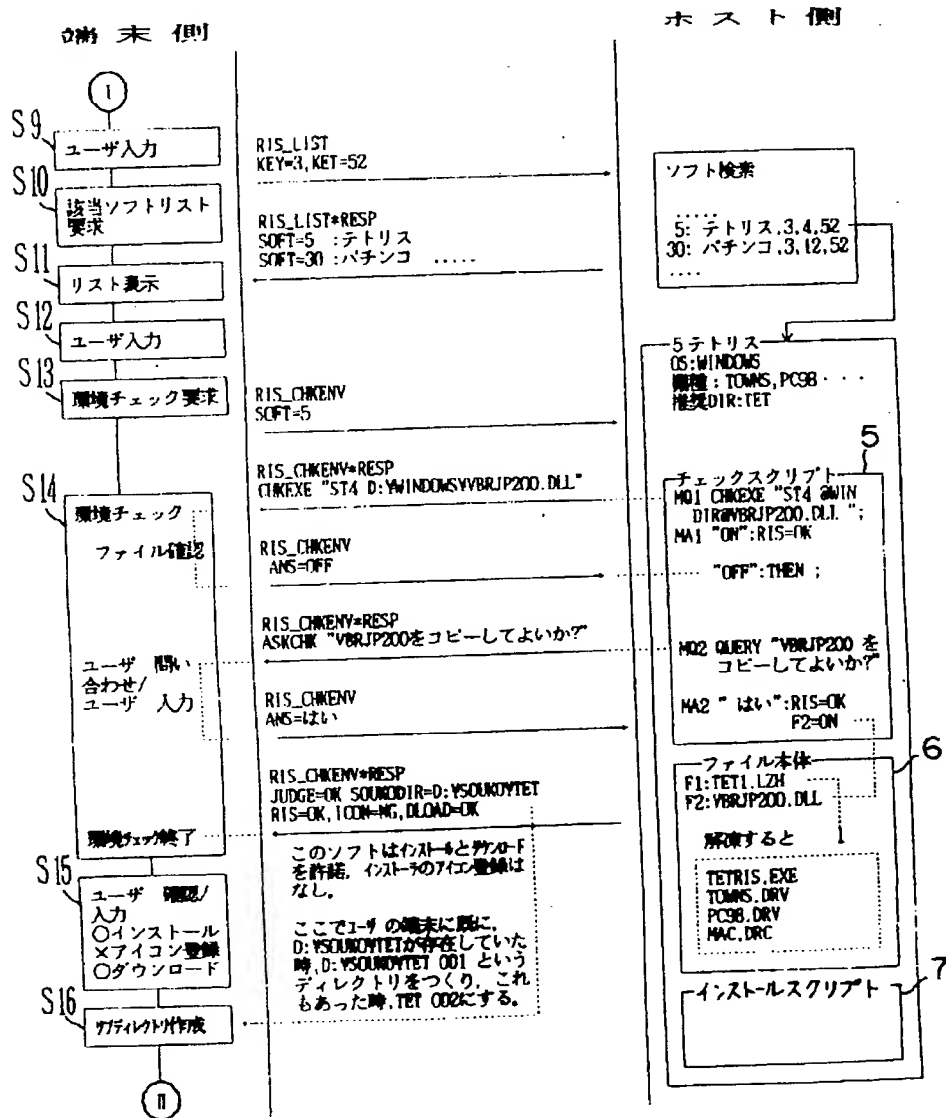 端末側
ホスト側
I
S9
ユーザ入力
S10
該当ソフトリスト
要求
S11
リスト表示
S12
ユーザ入力
S13
環境チェック要求
S14
環境チェック
ファイル確認
ユーザ 問い
合わせ/
ユーザ 入力
環境チェック終了
S15
ユーザ 確認/
入力
○インストール
×アイコン登録
○ダウンロード
S16
サブディレクトリ作成
II
RIS_LIST
KEY=3,KET=52
RIS_LIST*RESP
SOFT=5 :テトリス
SOFT=30 :パチンコ .....
RIS_CHKENV
SOFT=5
RIS_CHKENV*RESP
CHKEXE "ST4 D:¥WINDOWS¥VBRJP200.DLL"
RIS_CHKENV
ANS=OFF
RIS_CHKENV*RESP
ASKCHK "VBRJP200をコピーしてよいか?"
RIS_CHKENV
ANS=はい
RIS_CHKENV*RESP
JUDGE=OK SOUKODIR=D:¥SOUKO¥TET
RIS=OK,ICON=NG,DLOAD=OK
このソフトはインストールとダウンロード
を許諾,インストーラのアイコン登録は
なし。
ここでユーザ の端末に既に,
D:¥SOUKO¥TETが存在していた
時,D:¥SOUKO¥TET 001 という
ディレクトリをつくり, これ
もあった時,TET 002にする。
ソフト検索
.....
5: テトリス,3,4,52
30: パチンコ,3,12,52
....
5テトリス
OS:WINDOWS
機種:TOWNS,PC98・・・
推奨DIR:TET
5
チェックスクリプト
MQ1 CHKEXE "ST4 @WIN
DIR@VBRJP200.DLL ";
MA1 "ON":RIS=OK
"OFF":THEN ;
MQ2 QUERY "VBRJP200 を
コピーしてよいか?"
MA2 " はい":RIS=OK
F2=ON
6
ファイル本体
F1:TET1.LZH
F2:VBRJP200.DLL
解凍すると
TETRIS.EXE
TOWNS.DRV
PC98.DRV
MAC.DRC
7
インストールスクリプト